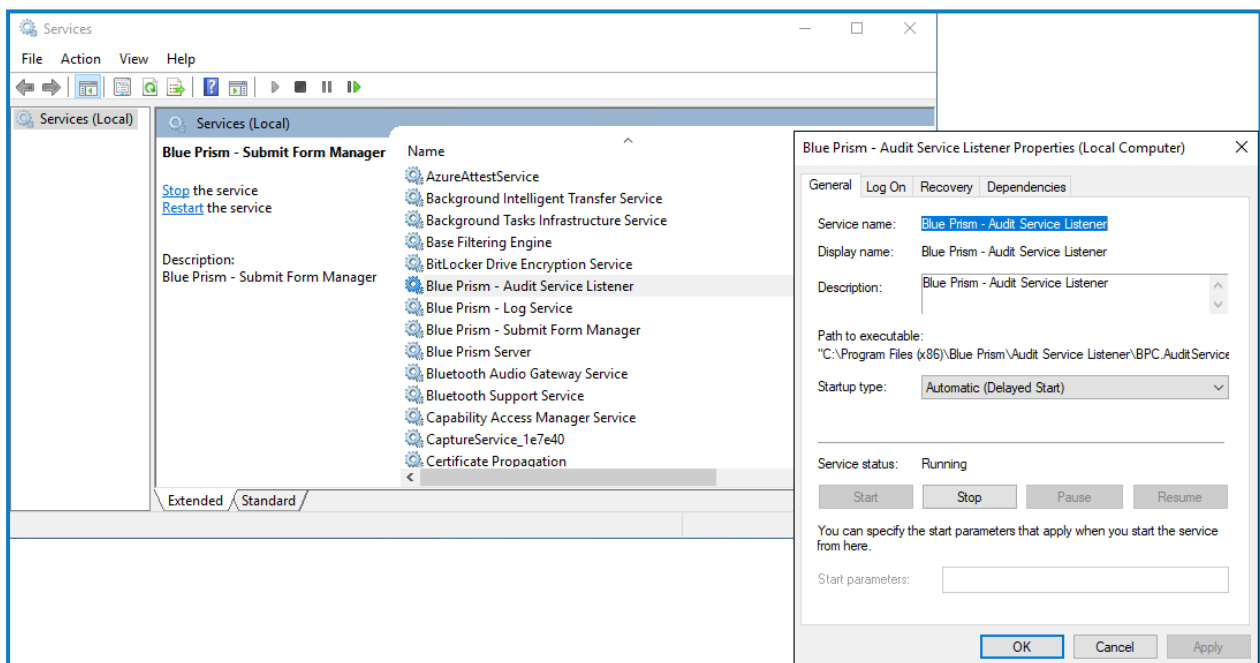 Services
File Action View Help
Services (Local)
Services (Local)
Blue Prism - Submit Form Manager
Stop the service
Restart the service
Description:
Blue Prism - Submit Form Manager
Name
AzureAttestService
Background Intelligent Transfer Service
Background Tasks Infrastructure Service
Base Filtering Engine
BitLocker Drive Encryption Service
Blue Prism - Audit Service Listener
Blue Prism - Log Service
Blue Prism - Submit Form Manager
Blue Prism Server
Bluetooth Audio Gateway Service
Bluetooth Support Service
Capability Access Manager Service
CaptureService_1e7e40
Certificate Propagation
Extended Standard
Blue Prism - Audit Service Listener Properties (Local Computer)
General Log On Recovery Dependencies
Service name: Blue Prism - Audit Service Listener
Display name: Blue Prism - Audit Service Listener
Description: Blue Prism - Audit Service Listener
Path to executable:
"C:\Program Files (x86)\Blue Prism\Audit Service Listener\BPC.AuditService
Startup type: Automatic (Delayed Start)
Service status: Running
Start Stop Pause Resume
You can specify the start parameters that apply when you start the service
from here.
Start parameters:
OK Cancel Apply